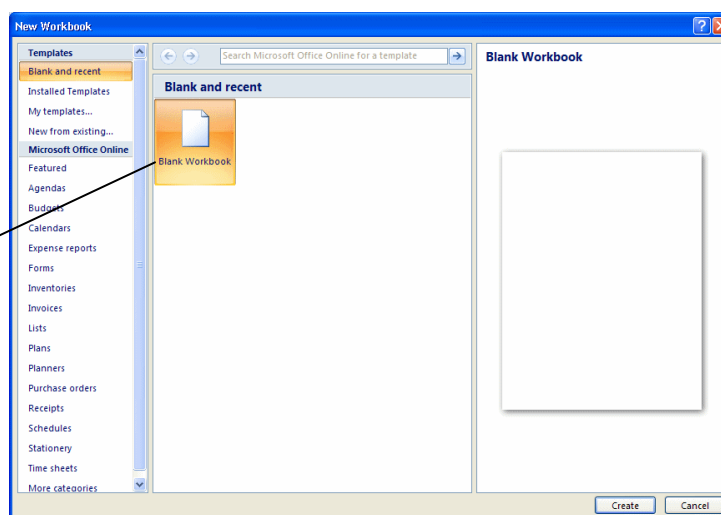 New Workbook
Templates
Blank and recent
Installed Templates
My templates...
New from existing...
Microsoft Office Online
Featured
Agendas
Budgets
Calendars
Expense reports
Forms
Inventories
Invoices
Lists
Plans
Planners
Purchase orders
Receipts
Schedules
Stationery
Time sheets
More categories
Search Microsoft Office Online for a template
Blank and recent
Blank Workbook
Blank Workbook
Create
Cancel